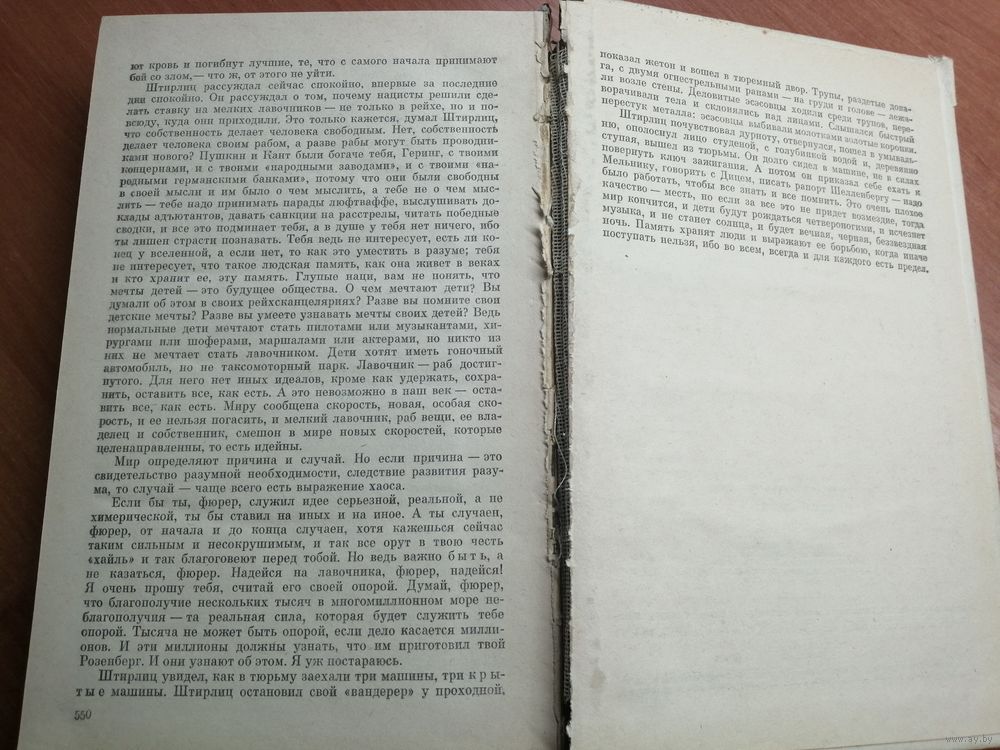 ют кровь и погибнут лучшие, те, что с самого начала принимают
бой со злом,— что ж, от этого не уйти.
Штирлиц рассуждал сейчас спокойно, впервые за последние
дни спокойно. Он рассуждал о том, почему нацисты решили сде-
лать ставку на мелких лавочников — не только в рейхе, но и по-
всюду, куда они приходили. Это только кажется, думал Штирлиц,
что собственность делает человека свободным. Нет, собственность
делает человека своим рабом, а разве рабы могут быть проводни-
ками нового? Пушкин и Кант были богаче тебя, Геринг, с твоими
концернами, и с твоими «народными заводами», и с твоими «на-
родными германскими банками», потому что они были свободны
в своей мысли и им было о чем мыслить, а тебе не о чем мыс-
лить — тебе надо принимать парады люфтваффе, выслушивать до-
клады адъютантов, давать санкции на расстрелы, читать победные
сводки, и все это подминает тебя, а в душе у тебя нет ничего, ибо
ты лишен страсти познавать. Тебя ведь не интересует, есть ли ко-
нец у вселенной, а если нет, то как это уместить в разуме; тебя
не интересует, что такое людская память, как она живет в веках
и кто хранит ее, эту память. Глупые наци, вам не понять, что
мечты детей — это будущее общества. О чем мечтают дети? Вы
думали об этом в своих рейхсканцеляриях? Разве вы помните свои
детские мечты? Разве вы умеете узнавать мечты своих детей? Ведь
нормальные дети мечтают стать пилотами или музыкантами, хи-
рургами или шоферами, маршалами или актерами, но никто из
них не мечтает стать лавочником. Дети хотят иметь гоночный
автомобиль, но не таксомоторный парк. Лавочник — раб достиг-
нутого. Для него нет иных идеалов, кроме как удержать, сохра-
нить, оставить все, как есть. А это невозможно в наш век — оста-
вить все, как есть. Миру сообщена скорость, новая, особая ско-
рость, и ее нельзя погасить, и мелкий лавочник, раб вещи, ее вла-
делец и собственник, смешон в мире новых скоростей, которые
целенаправленны, то есть идейны.
Мир определяют причина и случай. Но если причина — это
свидетельство разумной необходимости, следствие развития разу-
ма, то случай — чаще всего есть выражение хаоса.
Если бы ты, фюрер, служил идее серьезной, реальной, а не
химерической, ты бы ставил на иных и на иное. А ты случаен,
фюрер, от начала и до конца случаен, хотя кажешься сейчас
таким сильным и несокрушимым, и так все орут в твою честь
«хайль» и так благоговеют перед тобой. Но ведь важно быть, а
не казаться, фюрер. Надейся на лавочника, фюрер, надейся!
Я очень прошу тебя, считай его своей опорой. Думай, фюрер,
что благополучие нескольких тысяч в многомиллионном море не-
благополучия — та реальная сила, которая будет служить тебе
опорой. Тысяча не может быть опорой, если дело касается милли-
онов. И эти миллионы должны узнать, что им приготовил твой
Розенберг. И они узнают об этом. Я уж постараюсь.
Штирлиц увидел, как в тюрьму заехали три машины, три кры-
тые машины. Штирлиц остановил свой «вандерер» у проходной,
550
показал жетон и вошел в тюремный двор. Трупы, раздетые дона-
га, с двумя огнестрельными ранами — на груди и голове — лежа-
ли возле стены. Деловитые эсэсовцы ходили среди трупов, пере-
ворачивали тела и склонялись над лицами. Слышался быстрый
перестук металла: эсэсовцы выбивали молотками золотые коронки.
Штирлиц почувствовал дурноту, отвернулся, пошел в умываль-
ню, ополоснул лицо студеной, с голубинкой водой и, деревянно
ступая, вышел из тюрьмы. Он долго сидел в машине, не в силах
повернуть ключ зажигания. А потом он приказал себе ехать к
Мельнику, говорить с Дицем, писать рапорт Шелленбергу — надо
было работать, чтобы все знать и все помнить. Это очень плохое
качество — месть, но если за все это не придет возмездие, тогда
мир кончится, и дети будут рождаться четвероногими, и исчезнет
музыка, и не станет солнца, и будет вечная, черная, беззвездная
ночь. Память хранят люди и выражают ее борьбою, когда иначе
поступать нельзя, ибо во всем, всегда и для каждого есть предел.
www.ay.by